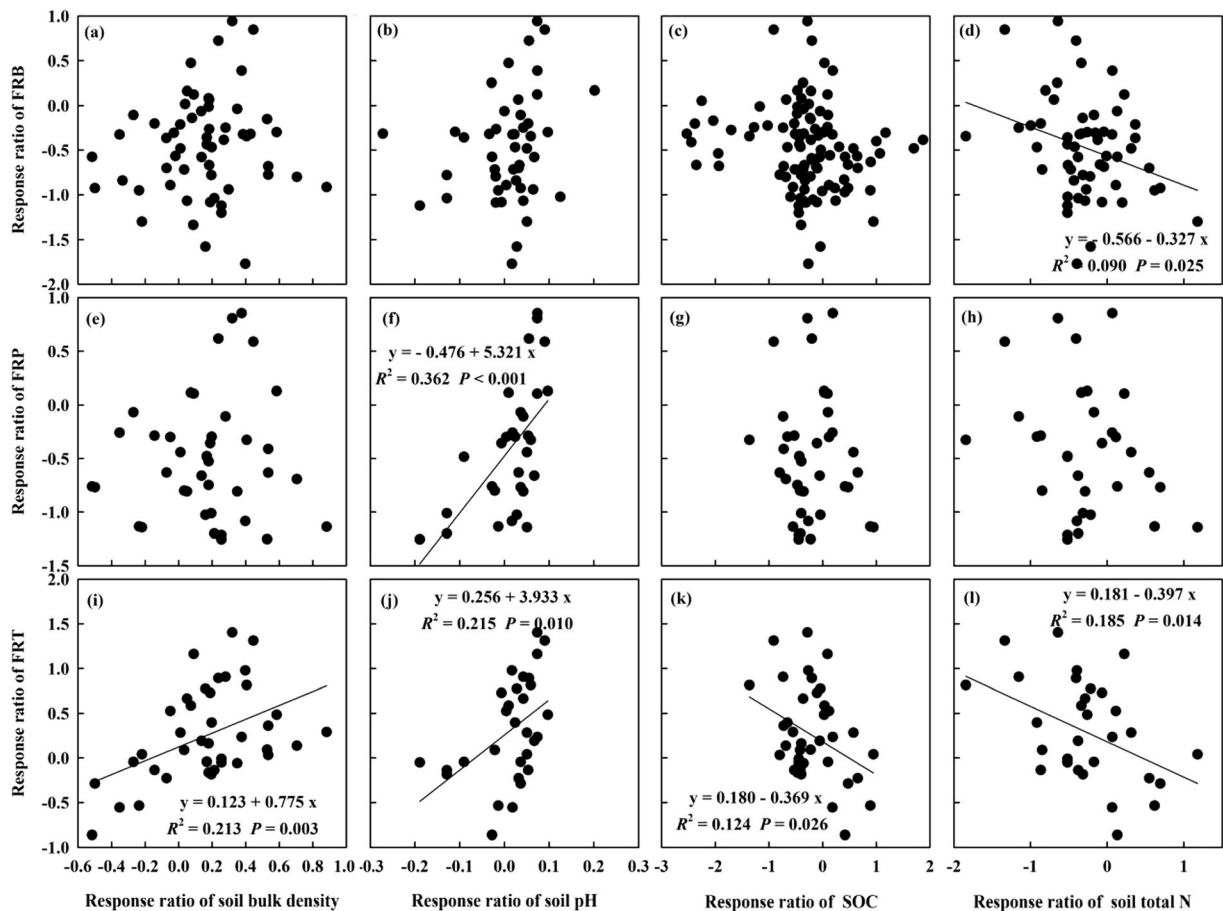 (a)
(b)
(c)
(d)
1.0
0.5
0.0
-0.5
-1.0
-1.5
-2.0
Response ratio of FRB
y = - 0.566 - 0.327 x
R² = 0.090 P = 0.025
(e)
(f)
(g)
(h)
1.0
0.5
0.0
-0.5
-1.0
-1.5
Response ratio of FRP
y = - 0.476 + 5.321 x
R² = 0.362 P < 0.001
(i)
(j)
(k)
(l)
2.0
1.5
1.0
0.5
0.0
-0.5
-1.0
Response ratio of FRT
y = 0.123 + 0.775 x
R² = 0.213 P = 0.003
y = 0.256 + 3.933 x
R² = 0.215 P = 0.010
y = 0.180 - 0.369 x
R² = 0.124 P = 0.026
y = 0.181 - 0.397 x
R² = 0.185 P = 0.014
-0.6 -0.4 -0.2 0.0 0.2 0.4 0.6 0.8 1.0
-0.3 -0.2 -0.1 0.0 0.1 0.2 0.3
-3 -2 -1 0 1 2
-2 -1 0 1
Response ratio of soil bulk density
Response ratio of soil pH
Response ratio of SOC
Response ratio of soil total N